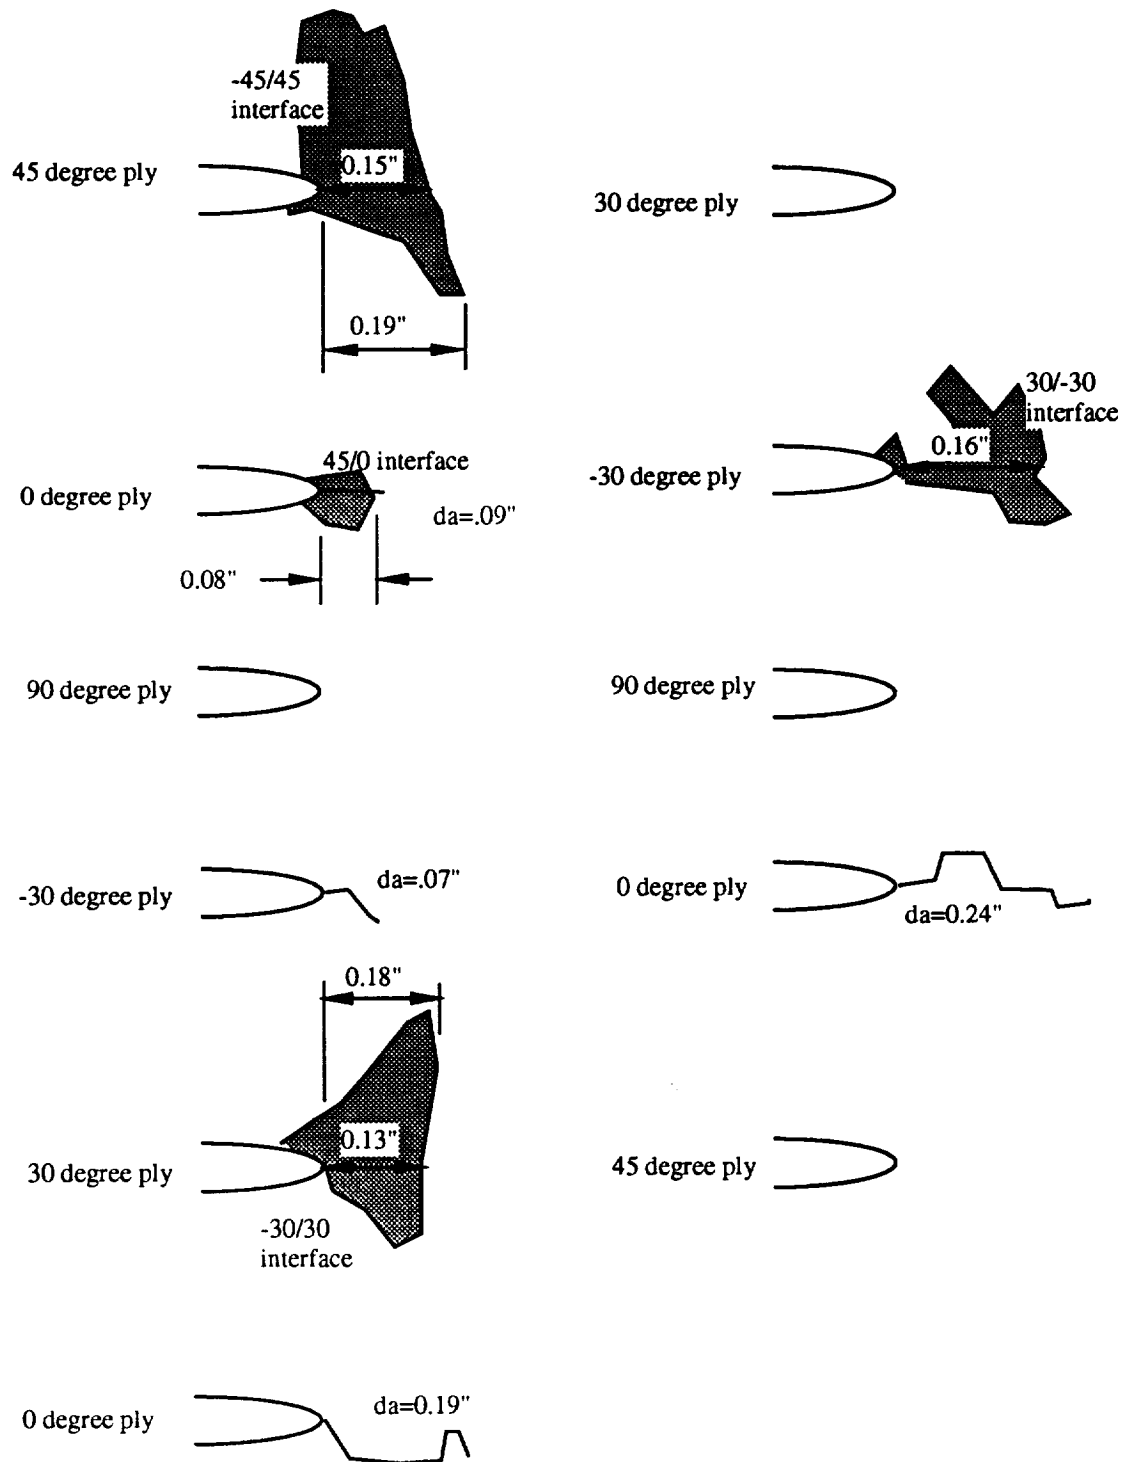 -45/45
interface
45 degree ply
0.15"
0.19"
45/0 interface
0 degree ply
da=.09"
0.08"
90 degree ply
-30 degree ply
da=.07"
0.18"
0.13"
30 degree ply
-30/30
interface
0 degree ply
da=0.19"
30 degree ply
30/-30
interface
0.16"
-30 degree ply
90 degree ply
0 degree ply
da=0.24"
45 degree ply